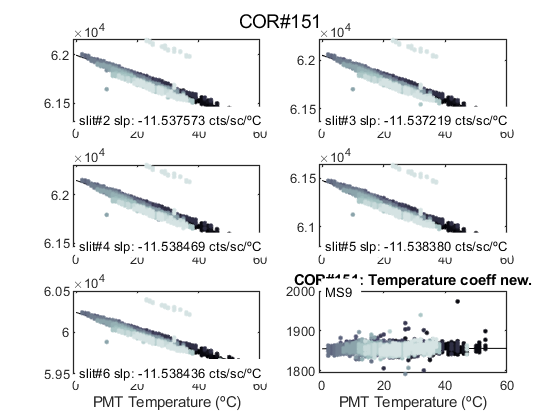 COR#151
×10⁴
6.2
6.15
0 20 40 60
slit#2 slp: -11.537573 cts/sc/ºC
×10⁴
6.2
6.15
0 20 40 60
slit#3 slp: -11.537219 cts/sc/ºC
×10⁴
6.2
6.15
0 20 40 60
slit#4 slp: -11.538469 cts/sc/ºC
×10⁴
6.15
6.1
0 20 40 60
slit#5 slp: -11.538380 cts/sc/ºC
×10⁴
6.05
6
5.95
0 20 40 60
slit#6 slp: -11.538436 cts/sc/ºC
PMT Temperature (ºC)
COR#151: Temperature coeff new.
MS9
2000
1900
1800
0 20 40 60
PMT Temperature (ºC)